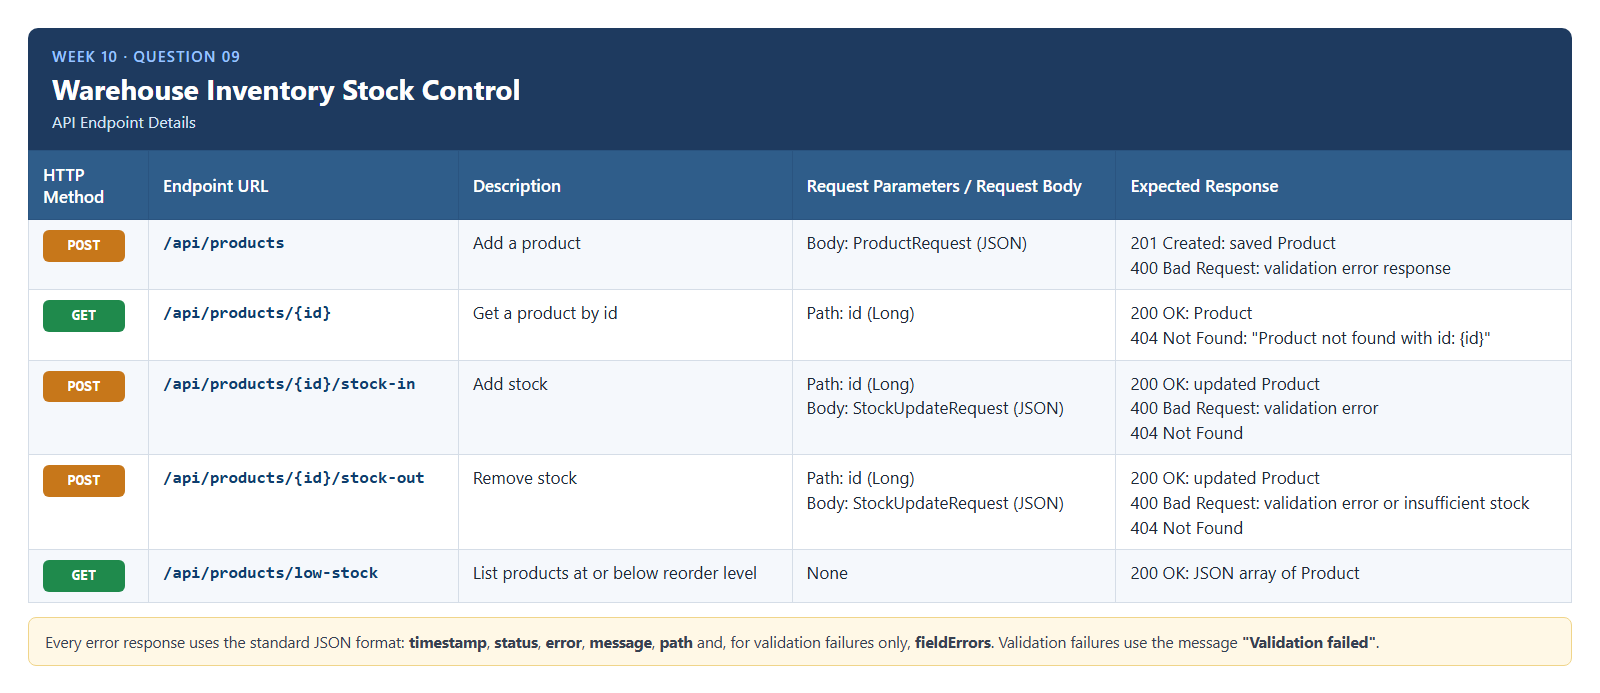 WEEK 10 · QUESTION 09
Warehouse Inventory Stock Control
API Endpoint Details
HTTP Method
Endpoint URL
Description
Request Parameters / Request Body
Expected Response
POST
/api/products
Add a product
Body: ProductRequest (JSON)
201 Created: saved Product
400 Bad Request: validation error response
GET
/api/products/{id}
Get a product by id
Path: id (Long)
200 OK: Product
404 Not Found: "Product not found with id: {id}"
POST
/api/products/{id}/stock-in
Add stock
Path: id (Long)
Body: StockUpdateRequest (JSON)
200 OK: updated Product
400 Bad Request: validation error
404 Not Found
POST
/api/products/{id}/stock-out
Remove stock
Path: id (Long)
Body: StockUpdateRequest (JSON)
200 OK: updated Product
400 Bad Request: validation error or insufficient stock
404 Not Found
GET
/api/products/low-stock
List products at or below reorder level
None
200 OK: JSON array of Product
Every error response uses the standard JSON format: timestamp, status, error, message, path and, for validation failures only, fieldErrors. Validation failures use the message "Validation failed".